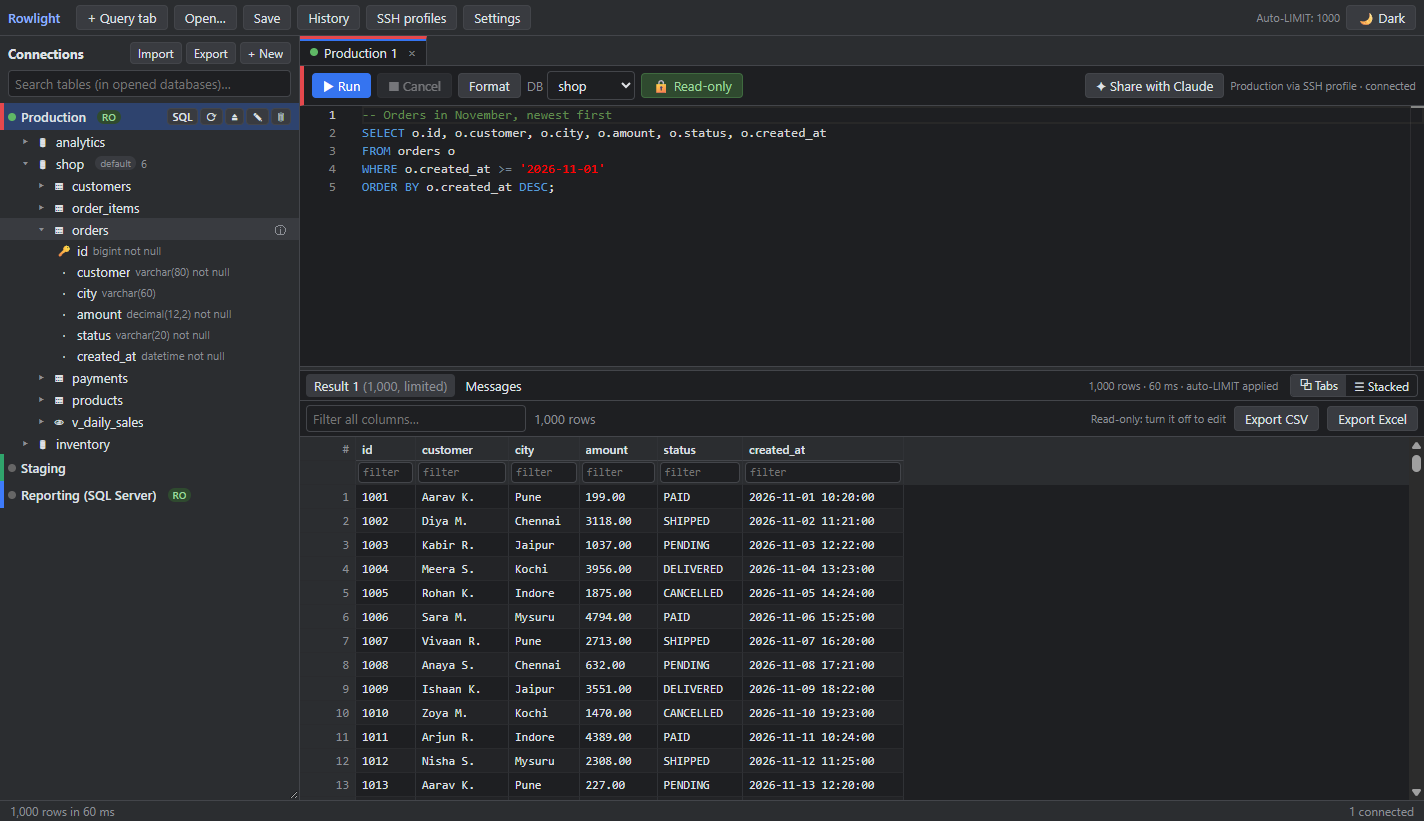 Rowlight + Query tab Open... Save History SSH profiles Settings Auto-LIMIT: 1000 🌙 Dark
Connections Import Export + New
Search tables (in opened databases)...
Production RO SQL
analytics
shop default 6
customers
order_items
orders
id bigint not null
customer varchar(80) not null
city varchar(60)
amount decimal(12,2) not null
status varchar(20) not null
created_at datetime not null
payments
products
v_daily_sales
inventory
Staging
Reporting (SQL Server) RO
Production 1 ×
▶ Run ■ Cancel Format DB shop 🔒 Read-only ✦ Share with Claude Production via SSH profile · connected
1 -- Orders in November, newest first
2 SELECT o.id, o.customer, o.city, o.amount, o.status, o.created_at
3 FROM orders o
4 WHERE o.created_at >= '2026-11-01'
5 ORDER BY o.created_at DESC;
Result 1 (1,000, limited) Messages 1,000 rows · 60 ms · auto-LIMIT applied Tabs ☰ Stacked
Filter all columns... 1,000 rows Read-only: turn it off to edit Export CSV Export Excel
# id customer city amount status created_at
filter filter filter filter filter filter
1 1001 Aarav K. Pune 199.00 PAID 2026-11-01 10:20:00
2 1002 Diya M. Chennai 3118.00 SHIPPED 2026-11-02 11:21:00
3 1003 Kabir R. Jaipur 1037.00 PENDING 2026-11-03 12:22:00
4 1004 Meera S. Kochi 3956.00 DELIVERED 2026-11-04 13:23:00
5 1005 Rohan K. Indore 1875.00 CANCELLED 2026-11-05 14:24:00
6 1006 Sara M. Mysuru 4794.00 PAID 2026-11-06 15:25:00
7 1007 Vivaan R. Pune 2713.00 SHIPPED 2026-11-07 16:20:00
8 1008 Anaya S. Chennai 632.00 PENDING 2026-11-08 17:21:00
9 1009 Ishaan K. Jaipur 3551.00 DELIVERED 2026-11-09 18:22:00
10 1010 Zoya M. Kochi 1470.00 CANCELLED 2026-11-10 19:23:00
11 1011 Arjun R. Indore 4389.00 PAID 2026-11-11 10:24:00
12 1012 Nisha S. Mysuru 2308.00 SHIPPED 2026-11-12 11:25:00
13 1013 Aarav K. Pune 227.00 PENDING 2026-11-13 12:20:00
1,000 rows in 60 ms 1 connected